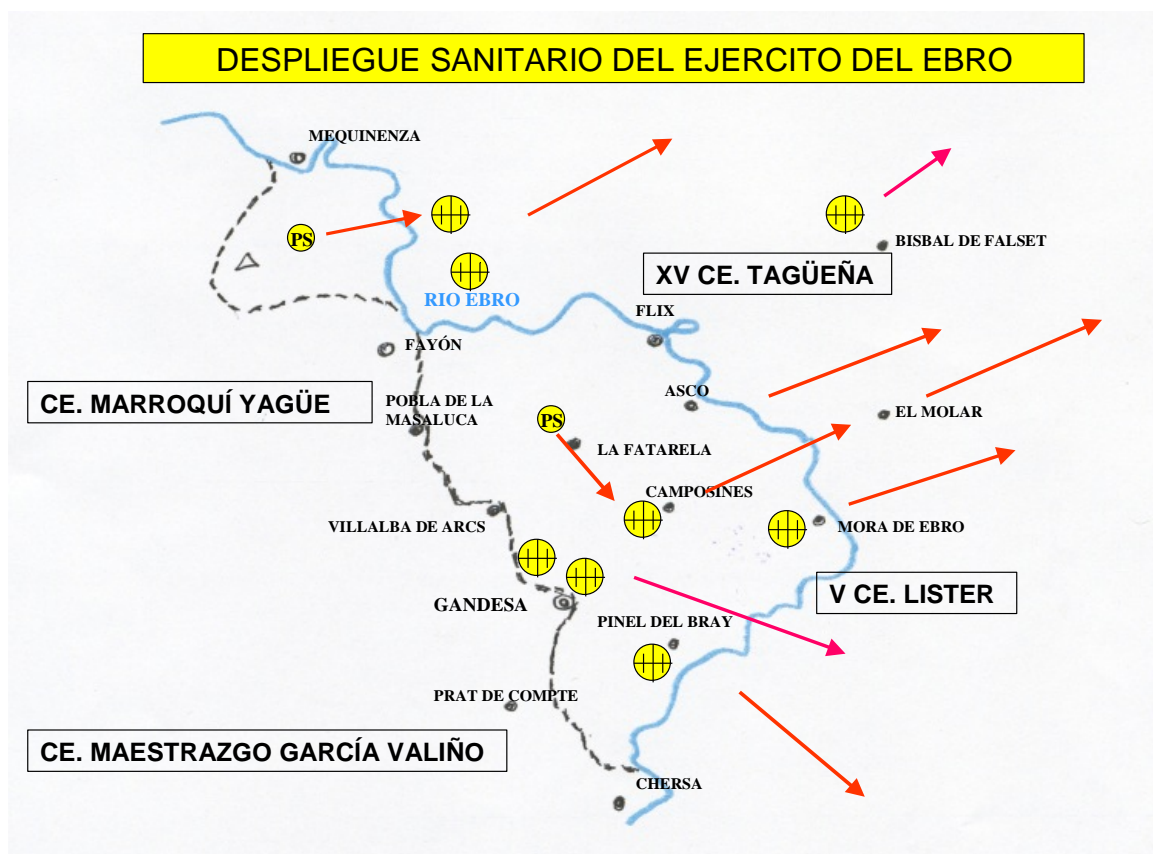 DESPLIEGUE SANITARIO DEL EJERCITO DEL EBRO
MEQUINENZA
PS
BISBAL DE FALSET
XV CE. TAGÜEÑA
RIO EBRO
FLIX
FAYÓN
CE. MARROQUÍ YAGÜE
POBLA DE LA
MASALUCA
ASCO
EL MOLAR
PS
LA FATARELA
CAMPOSINES
VILLALBA DE ARCS
MORA DE EBRO
V CE. LISTER
GANDESA
PINEL DEL BRAY
PRAT DE COMPTE
CE. MAESTRAZGO GARCÍA VALIÑO
CHERSA